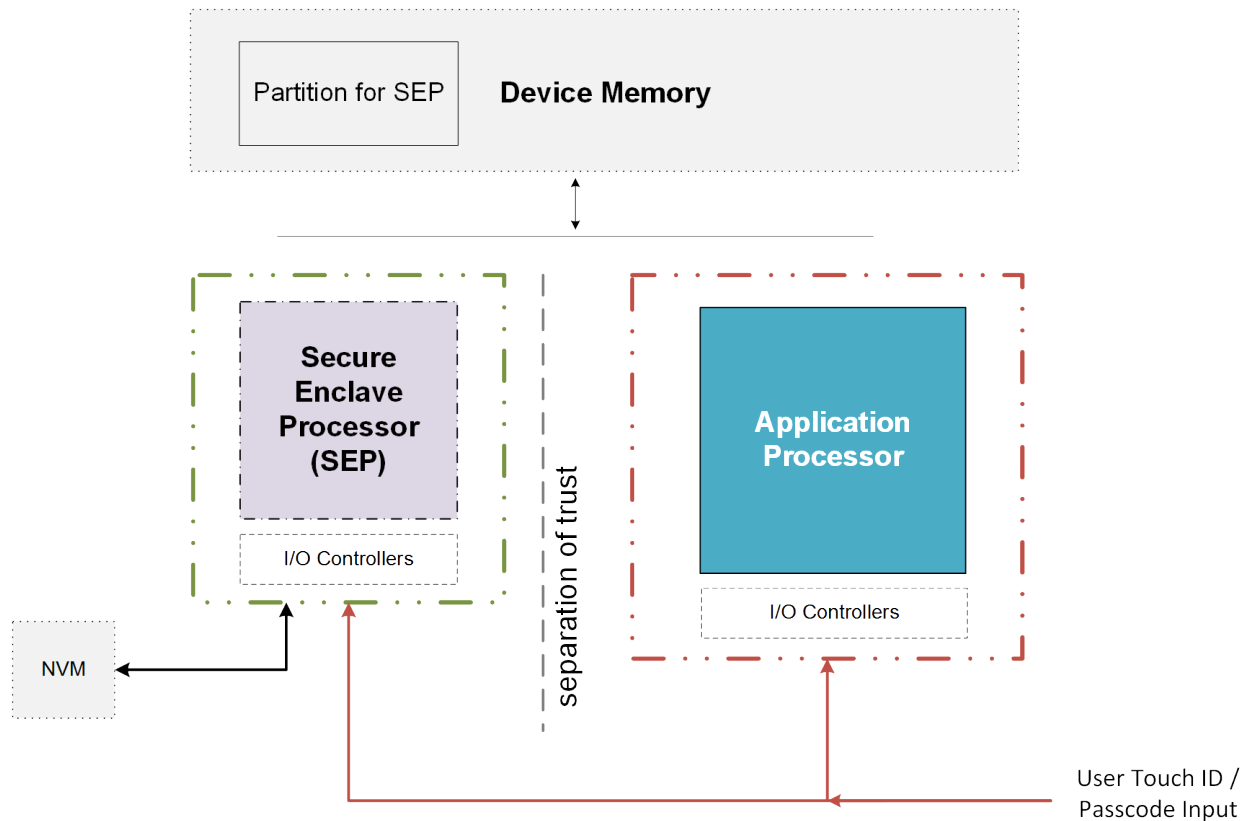 Partition for SEP
Device Memory
Secure
Enclave
Processor
(SEP)
I/O Controllers
separation of trust
Application
Processor
I/O Controllers
NVM
User Touch ID /
Passcode Input